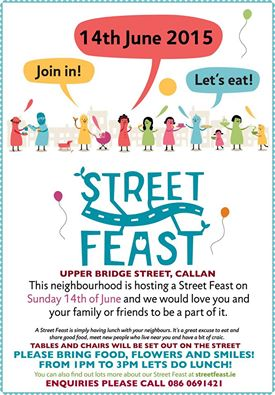 14th June 2015
Join in!
Let's eat!
STREET
FEAST
UPPER BRIDGE STREET, CALLAN
This neighbourhood is hosting a Street Feast on
Sunday 14th of June and we would love you and
your family or friends to be a part of it.
A Street Feast is simply having lunch with your neighbours. It's a great excuse to eat and
share good food, meet new people who live near you and have a bit of craic.
TABLES AND CHAIRS WILL BE SET OUT ON THE STREET
PLEASE BRING FOOD, FLOWERS AND SMILES!
FROM 1PM TO 3PM LETS DO LUNCH!
You can also find out lots more about our Street Feast at streetfeast.ie
ENQUIRIES PLEASE CALL 086 0691421